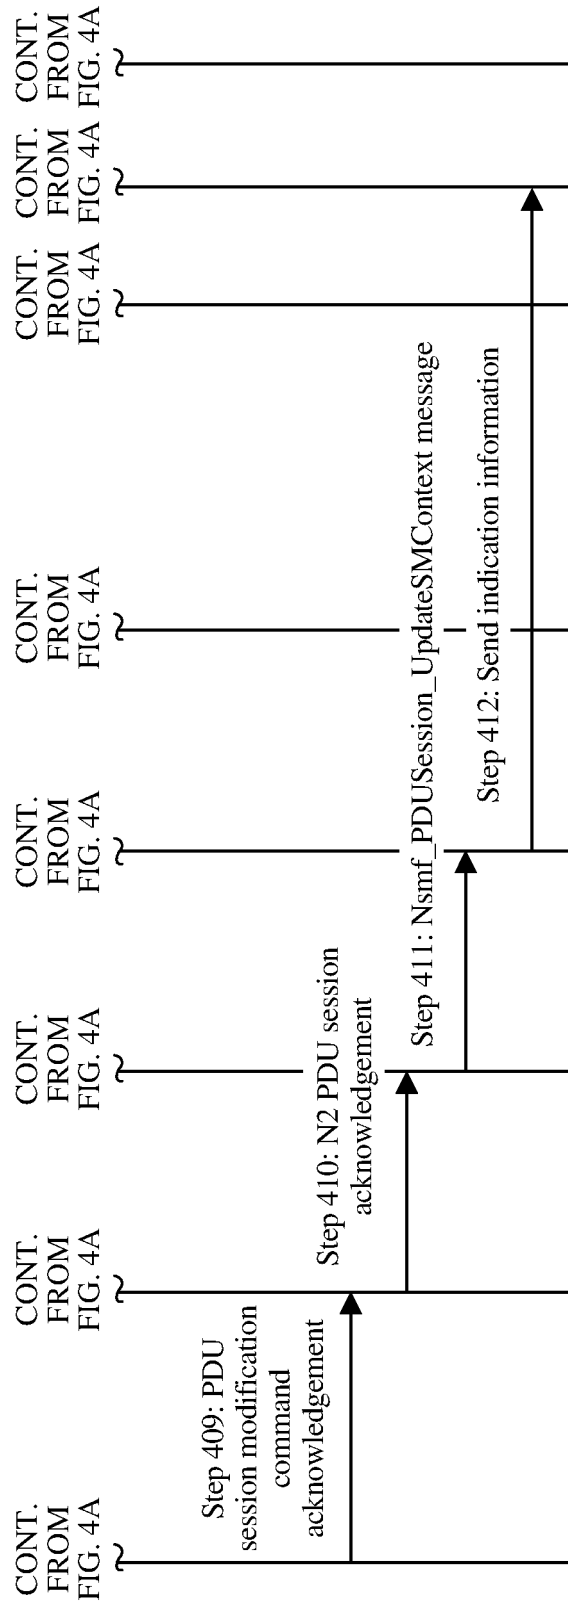 CONT.
FROM
FIG. 4A
CONT.
FROM
FIG. 4A
CONT.
FROM
FIG. 4A
CONT.
FROM
FIG. 4A
CONT.
FROM
FIG. 4A
CONT.
FROM
FIG. 4A
CONT.
FROM
FIG. 4A
CONT.
FROM
FIG. 4A
Step 409: PDU
session modification
command
acknowledgement
Step 410: N2 PDU session
acknowledgement
Step 411: Nsmf_PDUSession_UpdateSMContext message
Step 412: Send indication information